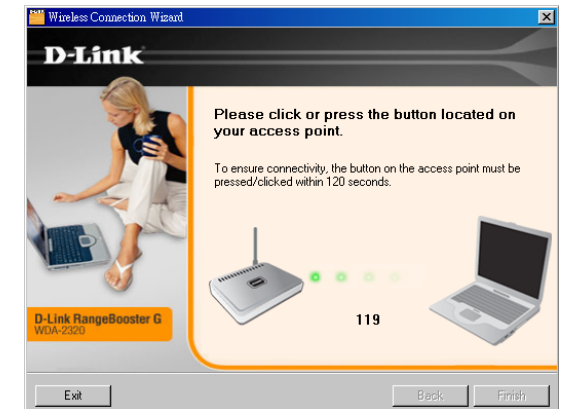 Wireless Connection Wizard
D-Link
Please click or press the button located on
your access point.
To ensure connectivity, the button on the access point must be
pressed/clicked within 120 seconds.
119
D-Link RangeBooster G
WDA-2320
Exit
Back
Finish